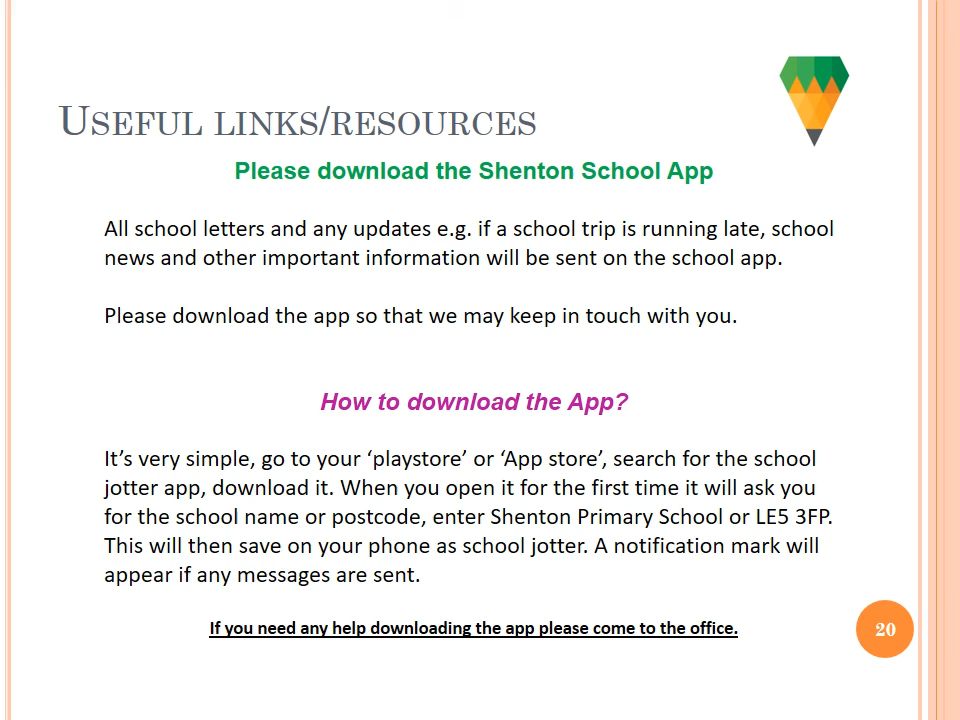 USEFUL LINKS/RESOURCES
Please download the Shenton School App
All school letters and any updates e.g. if a school trip is running late, school
news and other important information will be sent on the school app.
Please download the app so that we may keep in touch with you.
How to download the App?
It’s very simple, go to your ‘playstore’ or ‘App store’, search for the school
jotter app, download it. When you open it for the first time it will ask you
for the school name or postcode, enter Shenton Primary School or LE5 3FP.
This will then save on your phone as school jotter. A notification mark will
appear if any messages are sent.
If you need any help downloading the app please come to the office.
20